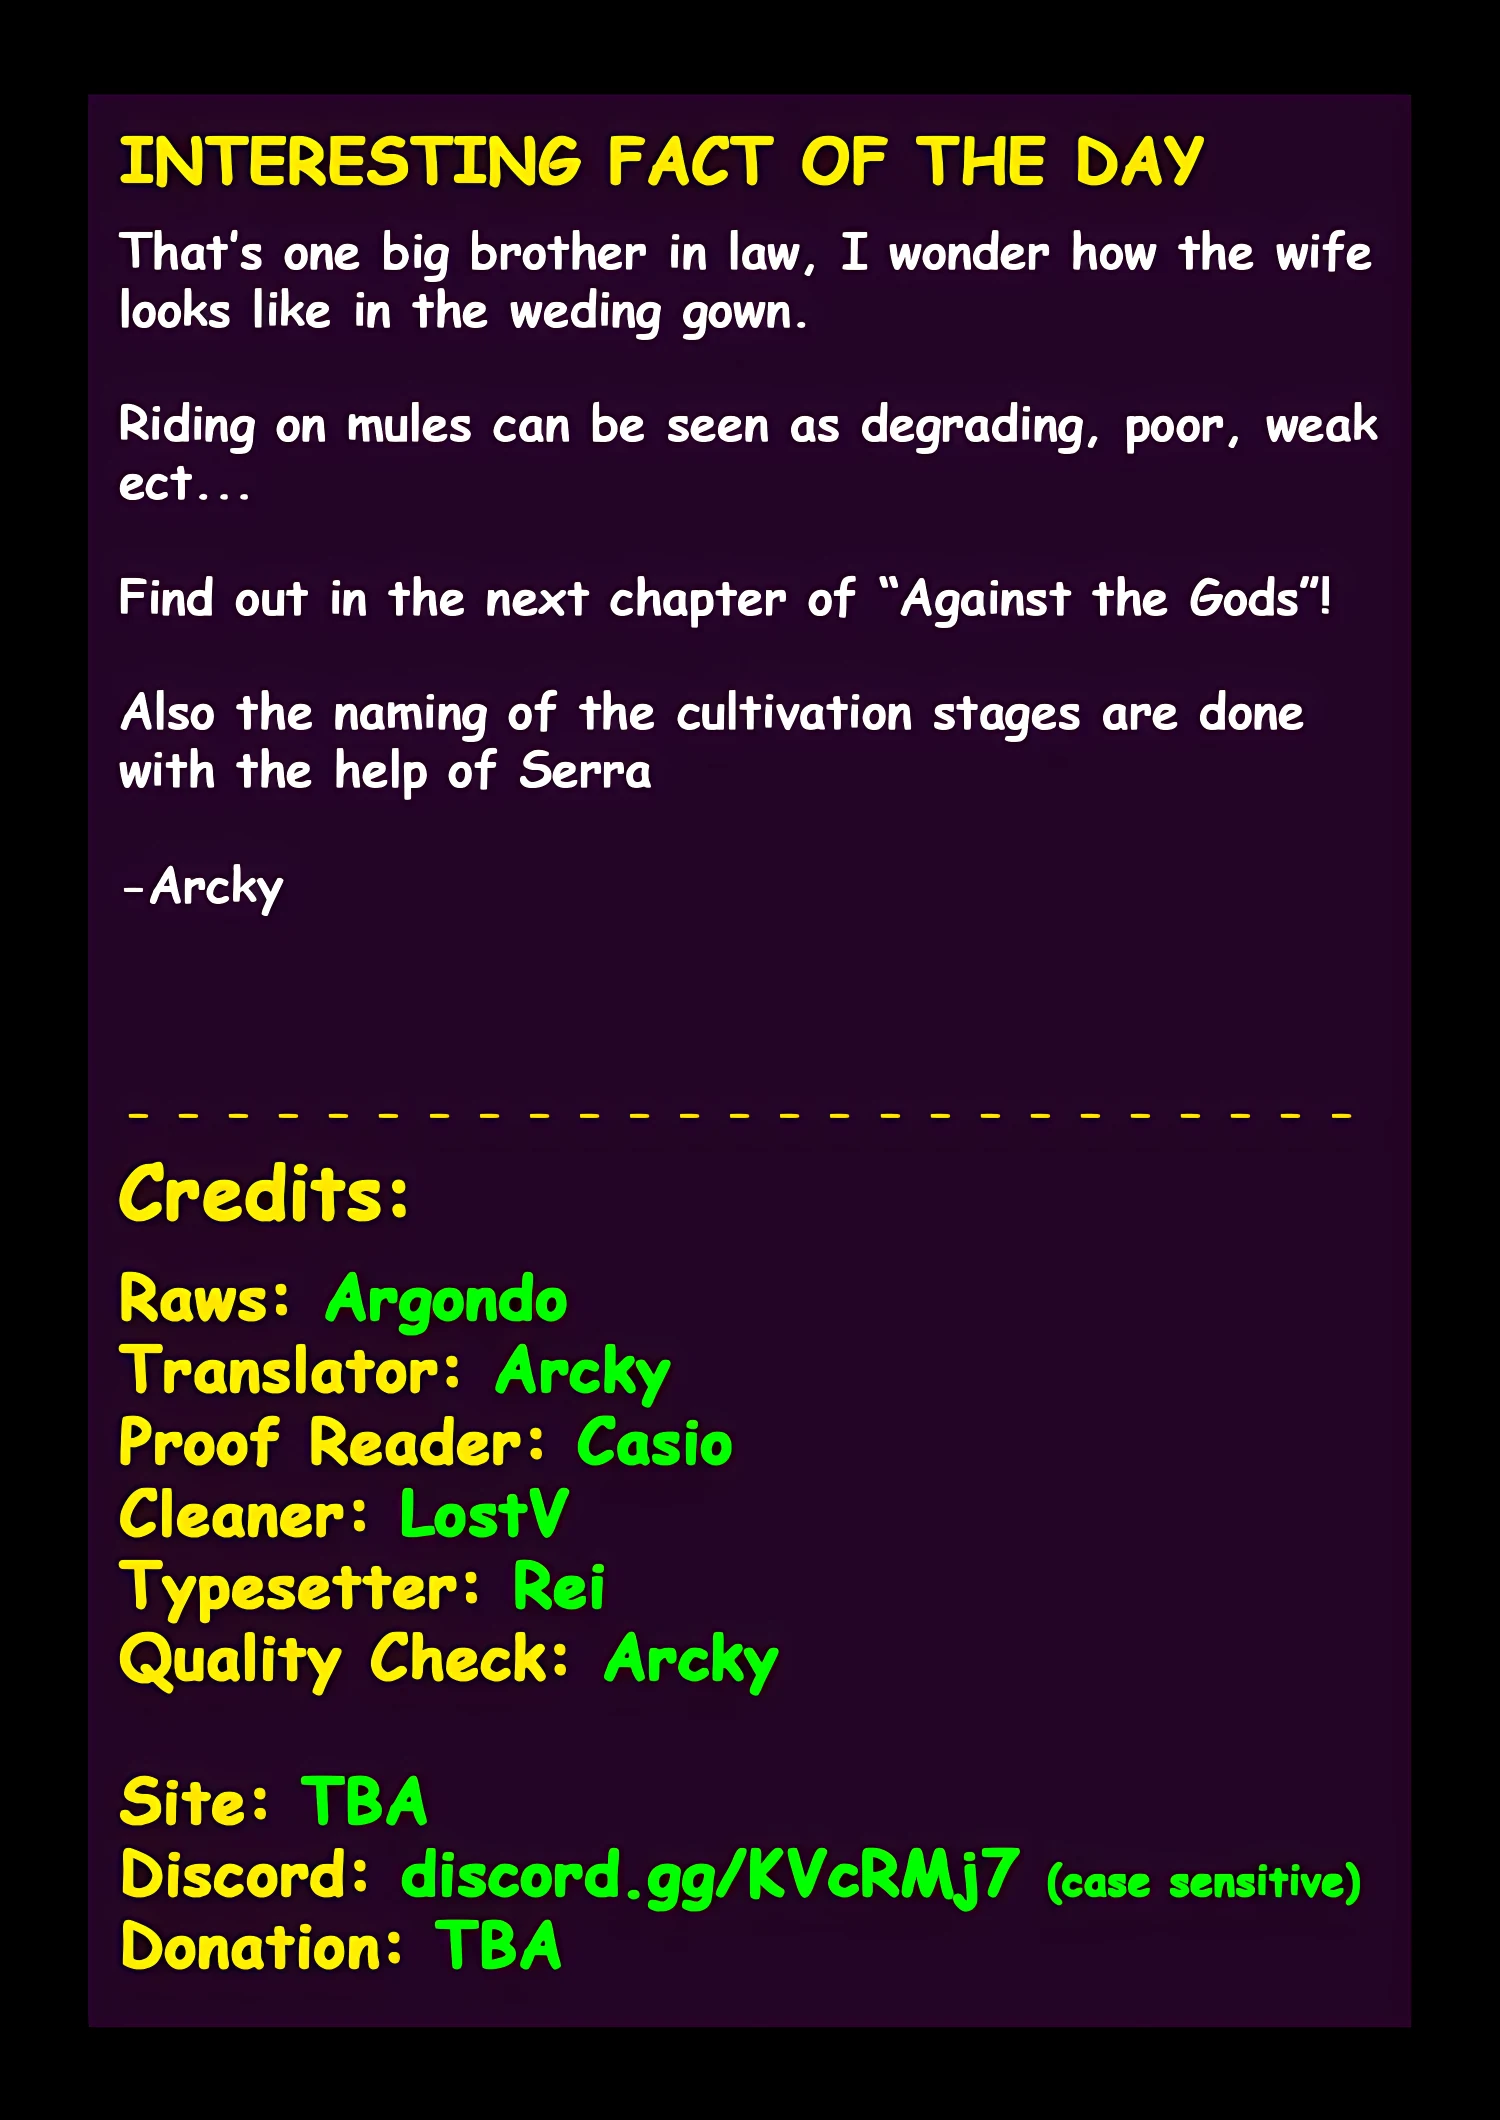 INTERESTING FACT OF THE DAY
That's one big brother in law, I wonder how the wife
looks like in the weding gown.
Riding on mules can be seen as degrading, poor, weak
ect...
Find out in the next chapter of “Against the Gods”!
Also the naming of the cultivation stages are done
with the help of Serra
-Arcky
- - - - - - - - - - - - - - - - - - - - - - - - -
Credits:
Raws: Argondo
Translator: Arcky
Proof Reader: Casio
Cleaner: LostV
Typesetter: Rei
Quality Check: Arcky
Site: TBA
Discord: discord.gg/KVcRMj7 (case sensitive)
Donation: TBA